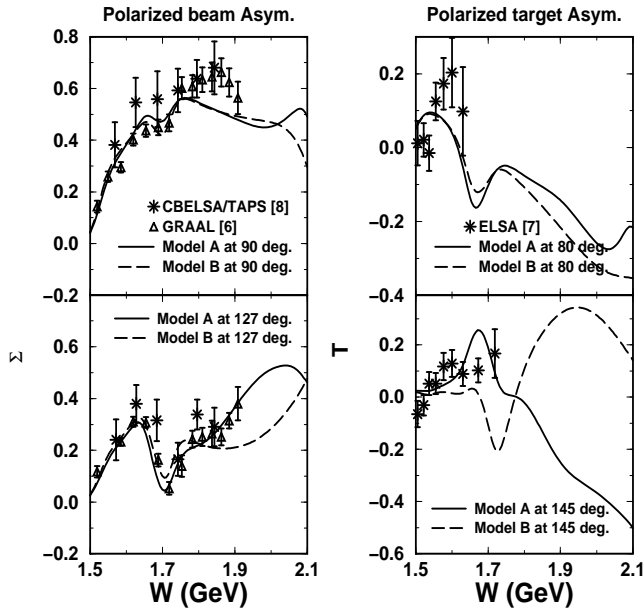 Polarized beam Asym.
Polarized target Asym.
0.8
0.6
0.4
0.2
0.0
−0.2
CBELSA/TAPS [8]
GRAAL [6]
Model A at 90 deg.
Model B at 90 deg.
0.2
0.0
−0.2
−0.4
ELSA [7]
Model A at 80 deg.
Model B at 80 deg.
Σ
0.6
0.4
0.2
0.0
−0.2
Model A at 127 deg.
Model B at 127 deg.
1.5
1.7
1.9
2.1
W (GeV)
T
0.4
0.2
0.0
−0.2
−0.4
−0.6
Model A at 145 deg.
Model B at 145 deg.
1.5
1.7
1.9
2.1
W (GeV)